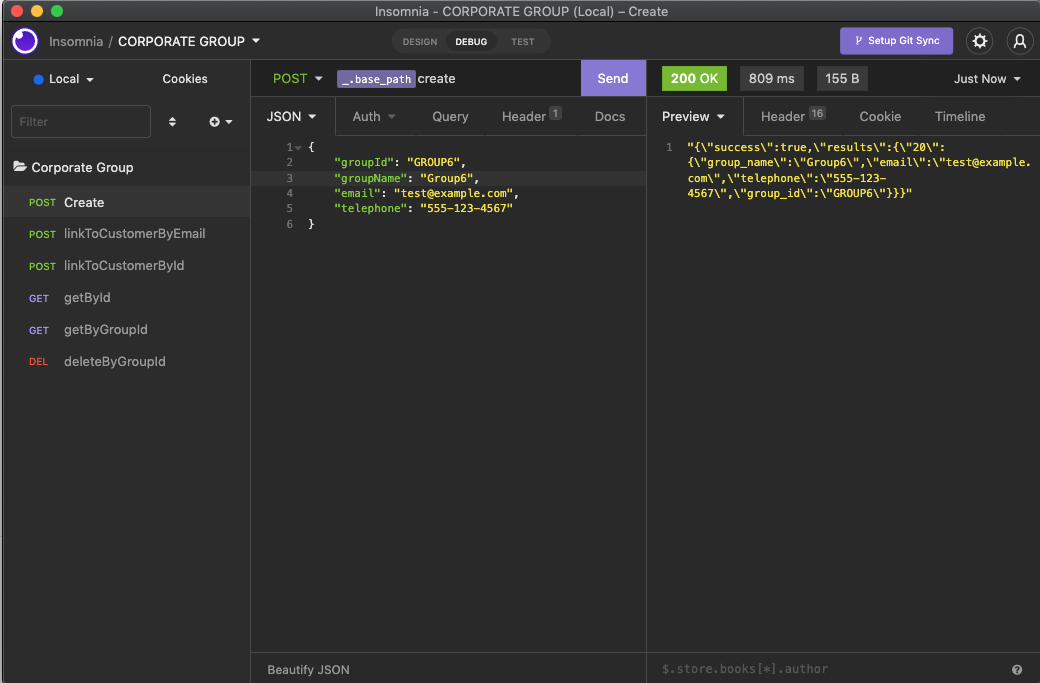 Insomnia - CORPORATE GROUP (Local) – Create
Insomnia / CORPORATE GROUP
DESIGN DEBUG TEST
Setup Git Sync
Local Cookies
POST _.base_path create Send
200 OK 809 ms 155 B Just Now
Filter
JSON Auth Query Header 1 Docs
Preview Header 16 Cookie Timeline
Corporate Group
POST Create
POST linkToCustomerByEmail
POST linkToCustomerById
GET getById
GET getByGroupId
DEL deleteByGroupId
1 {
2 "groupId": "GROUP6",
3 "groupName": "Group6",
4 "email": "test@example.com",
5 "telephone": "555-123-4567"
6 }
1 "{\"success\":true,\"results\":{\"20\":
{\"group_name\":\"Group6\",\"email\":\"test@example.
com\",\"telephone\":\"555-123-
4567\",\"group_id\":\"GROUP6\"}}}"
Beautify JSON
$.store.books[*].author